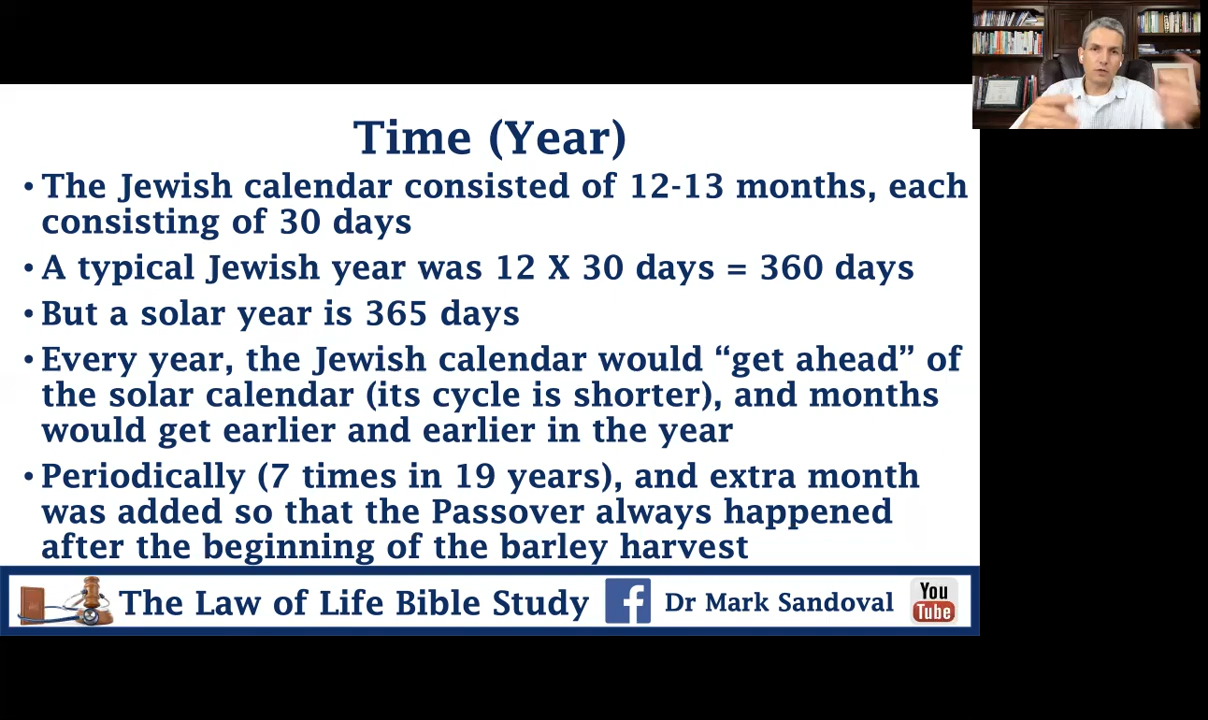 Time (Year)
• The Jewish calendar consisted of 12-13 months, each
consisting of 30 days
• A typical Jewish year was 12 X 30 days = 360 days
• But a solar year is 365 days
• Every year, the Jewish calendar would “get ahead” of
the solar calendar (its cycle is shorter), and months
would get earlier and earlier in the year
• Periodically (7 times in 19 years), and extra month
was added so that the Passover always happened
after the beginning of the barley harvest
The Law of Life Bible Study f Dr Mark Sandoval You
Tube